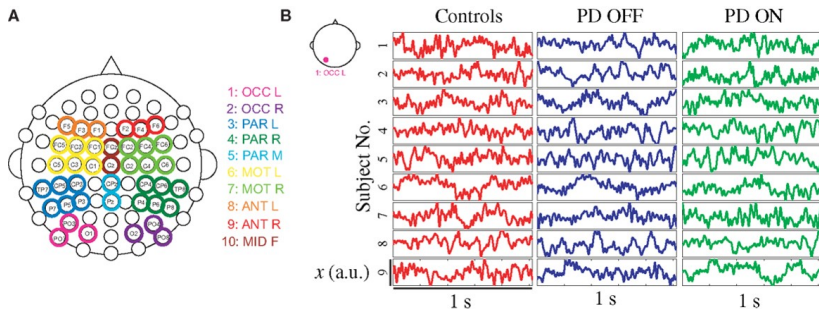 A
1: OCC L
2: OCC R
3: PAR L
4: PAR R
5: PAR M
6: MOT L
7: MOT R
8: ANT L
9: ANT R
10: MID F
F5 F3 F1 F2 F4 F6
FC5 FC3 FC1 FCz FC2 FC4 FC6
C5 C3 C1 Cz C2 C4 C6
TP7 CP5 CP3 CPz CP4 CP6 TP8
P7 P5 P3 Pz P4 P6 P8
PO3 PO4
PO7 O1 O2 PO8
B
Controls PD OFF PD ON
1: OCC L
Subject No.
1
2
3
4
5
6
7
8
9
x (a.u.)
1 s 1 s 1 s